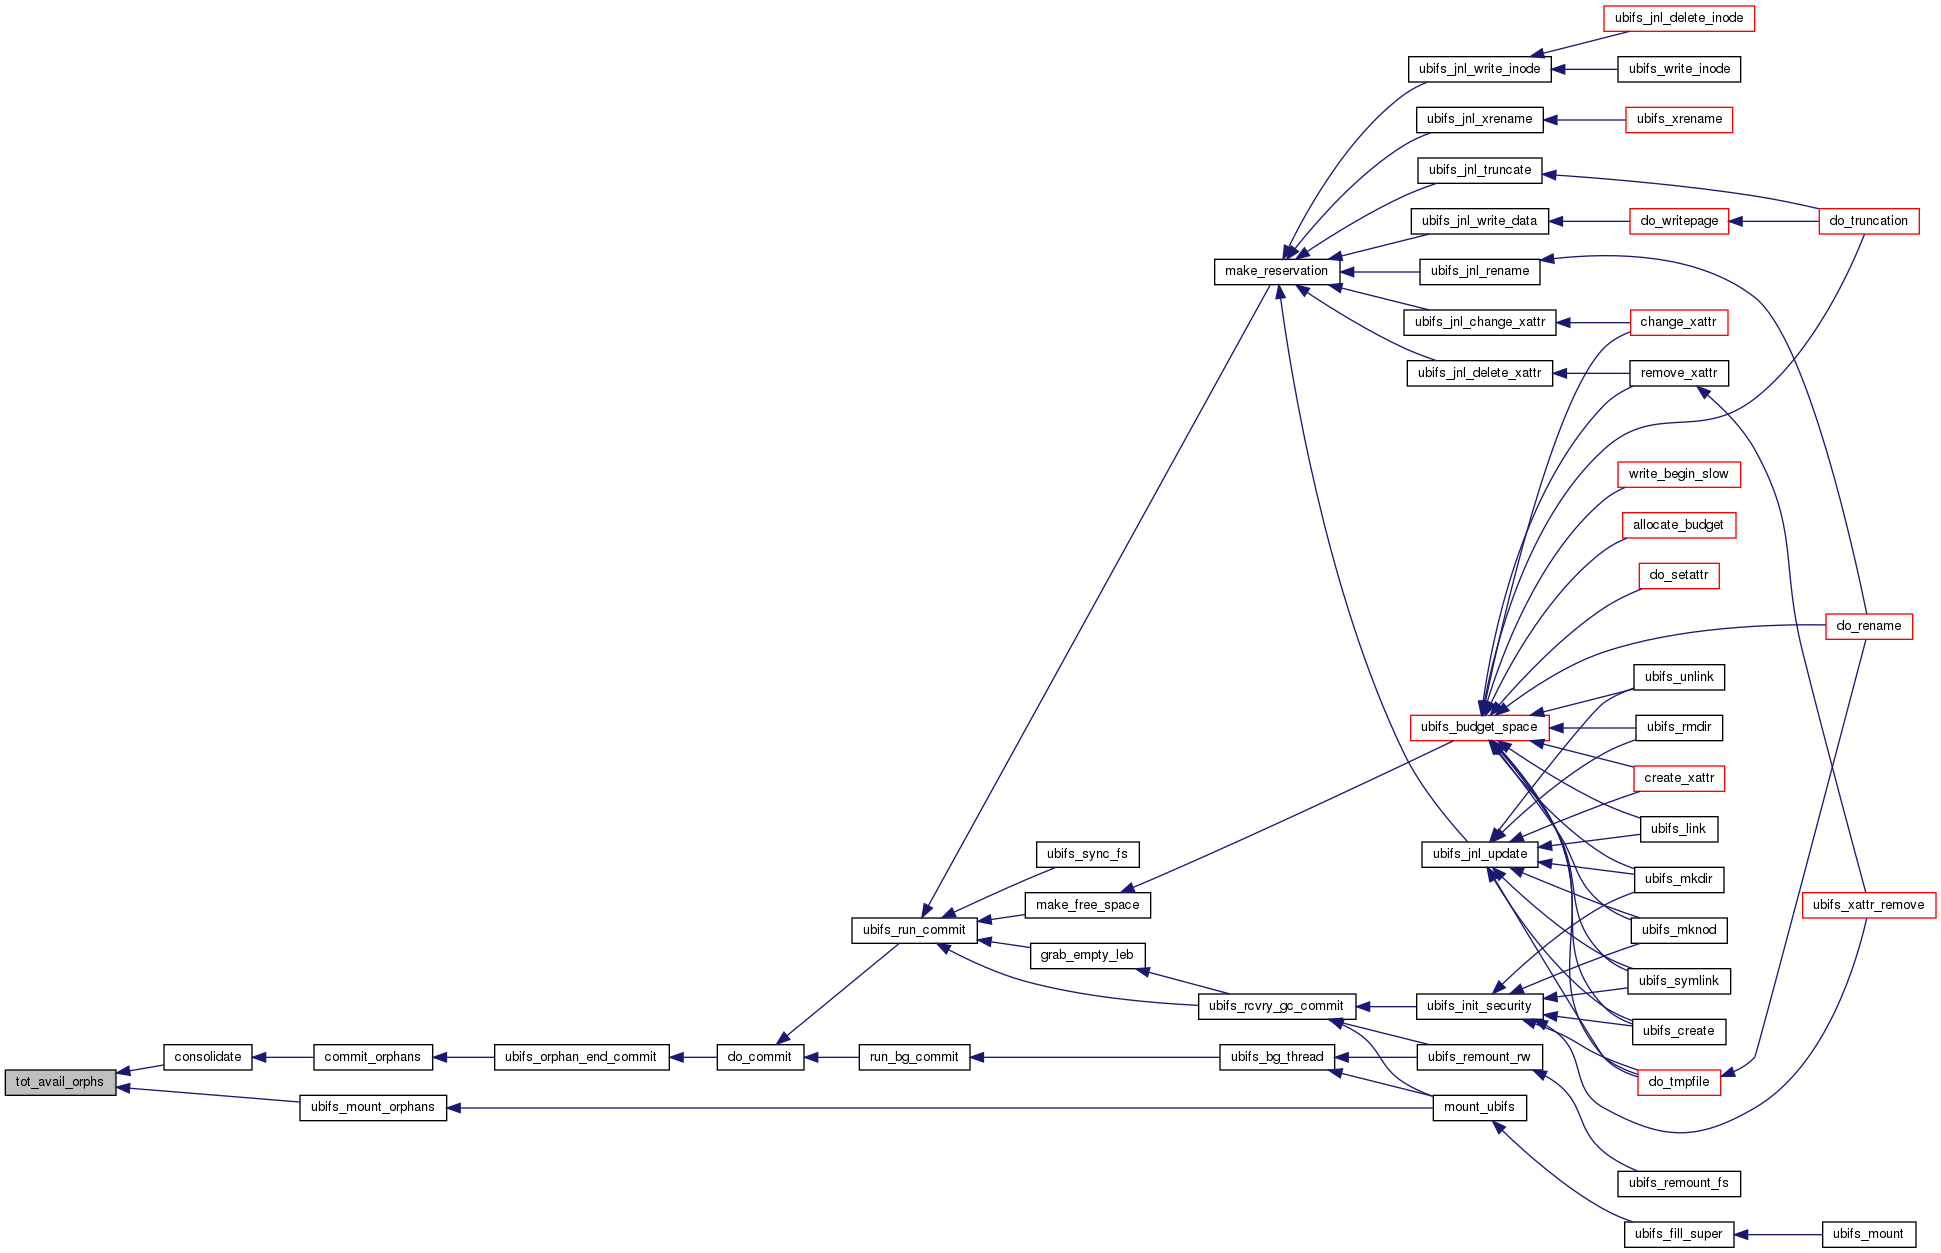 ubifs_jnl_delete_inode
ubifs_jnl_write_inode
ubifs_write_inode
ubifs_jnl_xrename
ubifs_xrename
ubifs_jnl_truncate
ubifs_jnl_write_data
do_writepage
do_truncation
make_reservation
ubifs_jnl_rename
ubifs_jnl_change_xattr
change_xattr
ubifs_jnl_delete_xattr
remove_xattr
write_begin_slow
allocate_budget
do_setattr
do_rename
ubifs_unlink
ubifs_budget_space
ubifs_rmdir
create_xattr
ubifs_link
ubifs_sync_fs
ubifs_jnl_update
ubifs_mkdir
make_free_space
ubifs_xattr_remove
ubifs_run_commit
ubifs_mknod
grab_empty_leb
ubifs_symlink
ubifs_rcvry_gc_commit
ubifs_init_security
ubifs_create
consolidate
commit_orphans
ubifs_orphan_end_commit
do_commit
run_bg_commit
ubifs_bg_thread
ubifs_remount_rw
tot_avail_orphs
do_tmpfile
ubifs_mount_orphans
mount_ubifs
ubifs_remount_fs
ubifs_fill_super
ubifs_mount